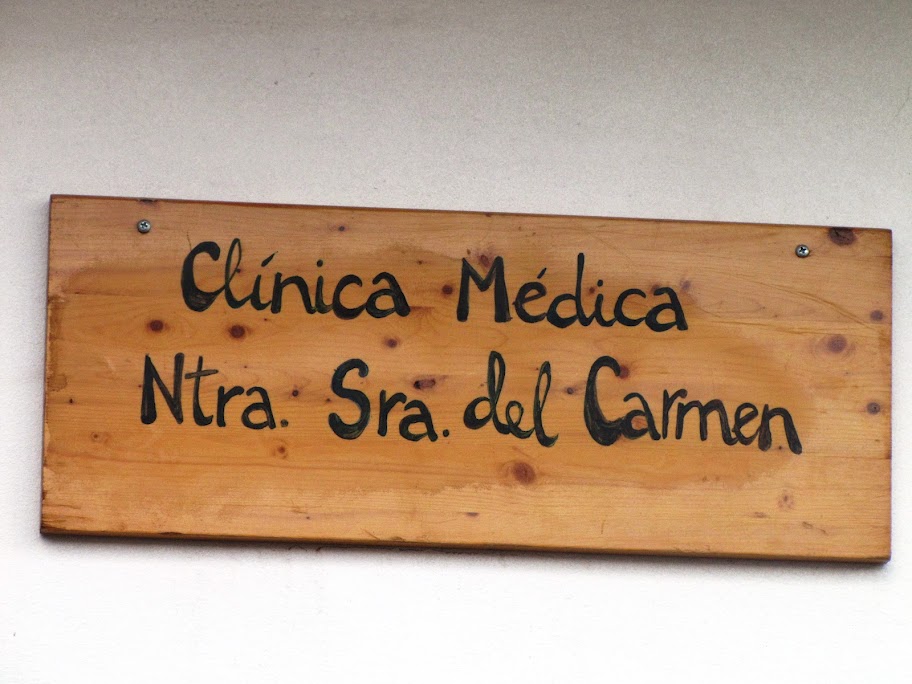 Clínica Médica
Ntra. Sra. del Carmen